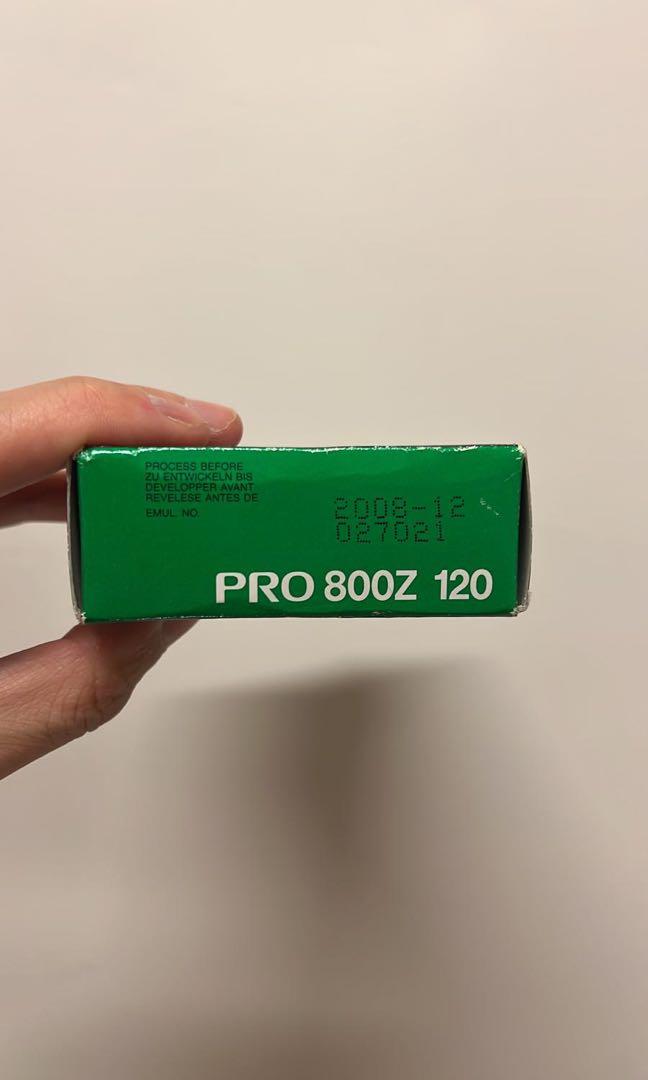 PROCESS BEFORE
ZU ENTWICKELN BIS
DEVELOPPER AVANT
REVELESE ANTES DE
EMUL. NO.
2008-12
027021
PRO 800Z 120